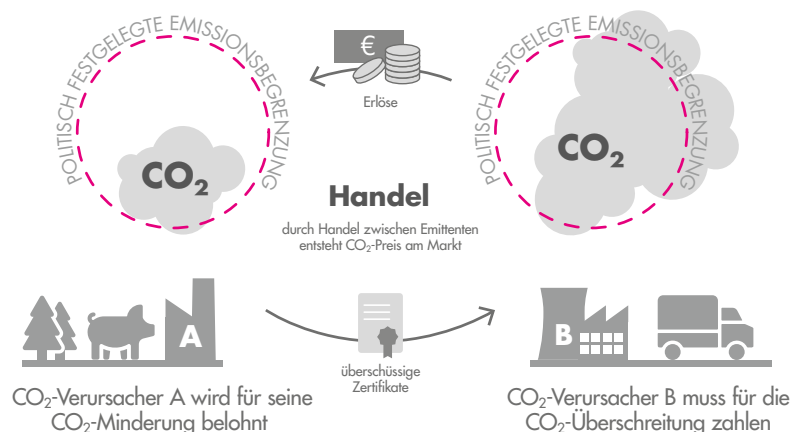 POLITISCH FESTGELEGTE EMISSIONSBEGRENZUNG
CO₂
€
Erlöse
POLITISCH FESTGELEGTE EMISSIONSBEGRENZUNG
CO₂
Handel
durch Handel zwischen Emittenten
entsteht CO₂-Preis am Markt
A
überschüssige
Zertifikate
B
CO₂-Verursacher A wird für seine
CO₂-Minderung belohnt
CO₂-Verursacher B muss für die
CO₂-Überschreitung zahlen